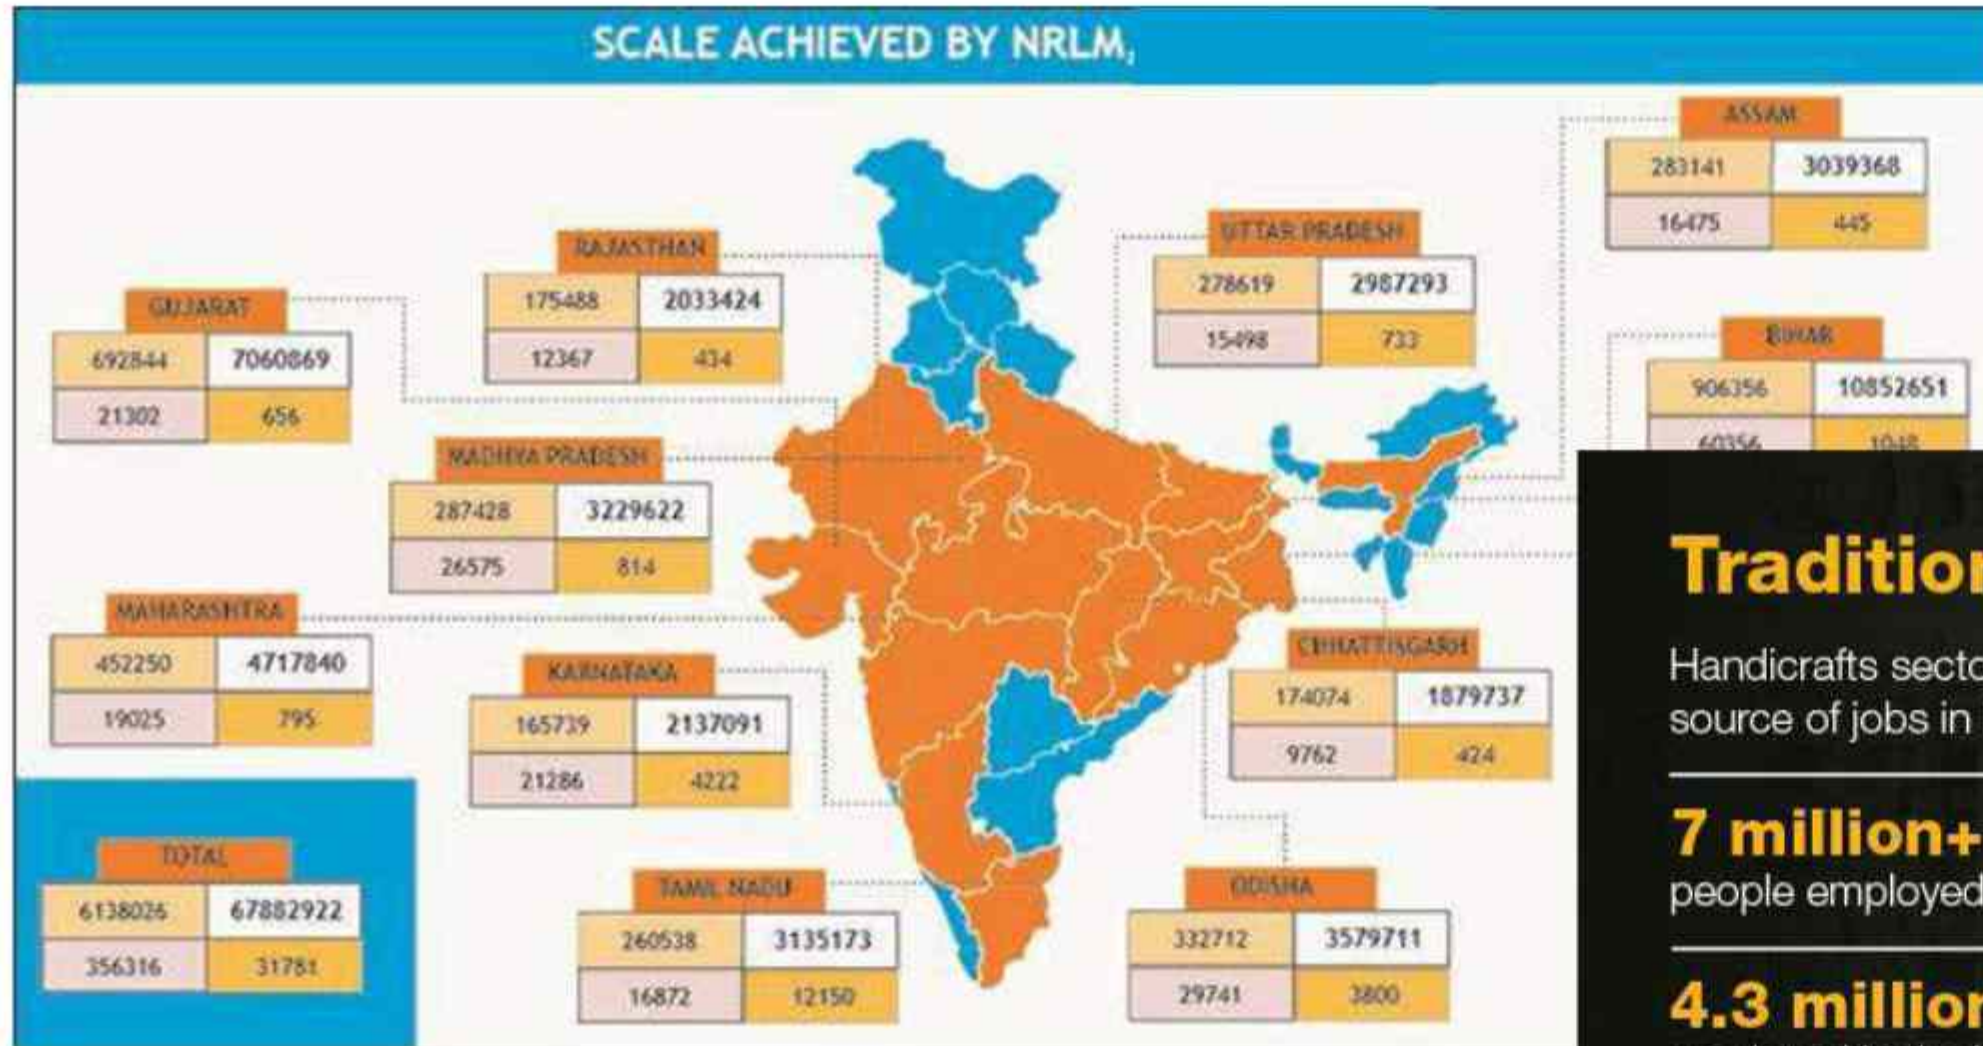 SCALE ACHIEVED BY NRLM,
ASSAM
283141 3039368
16475 445
UTTAR PRADESH
278619 2987293
15498 733
RAJASTHAN
175488 2033424
12367 434
GUJARAT
692844 7060869
21302 656
BIHAR
906356 10852651
60356 1048
MADHYA PRADESH
287428 3229622
26575 814
MAHARASHTRA
452250 4717840
19025 795
KARNATAKA
165739 2137091
21286 4222
CHHATTISGARH
174074 1879737
9762 424
TOTAL
6138026 67882922
356316 31781
TAMIL NADU
260538 3135173
16872 12150
ODISHA
332712 3579711
29741 3800
Tradition
Handicrafts secto
source of jobs in
7 million+
people employed
4.3 million